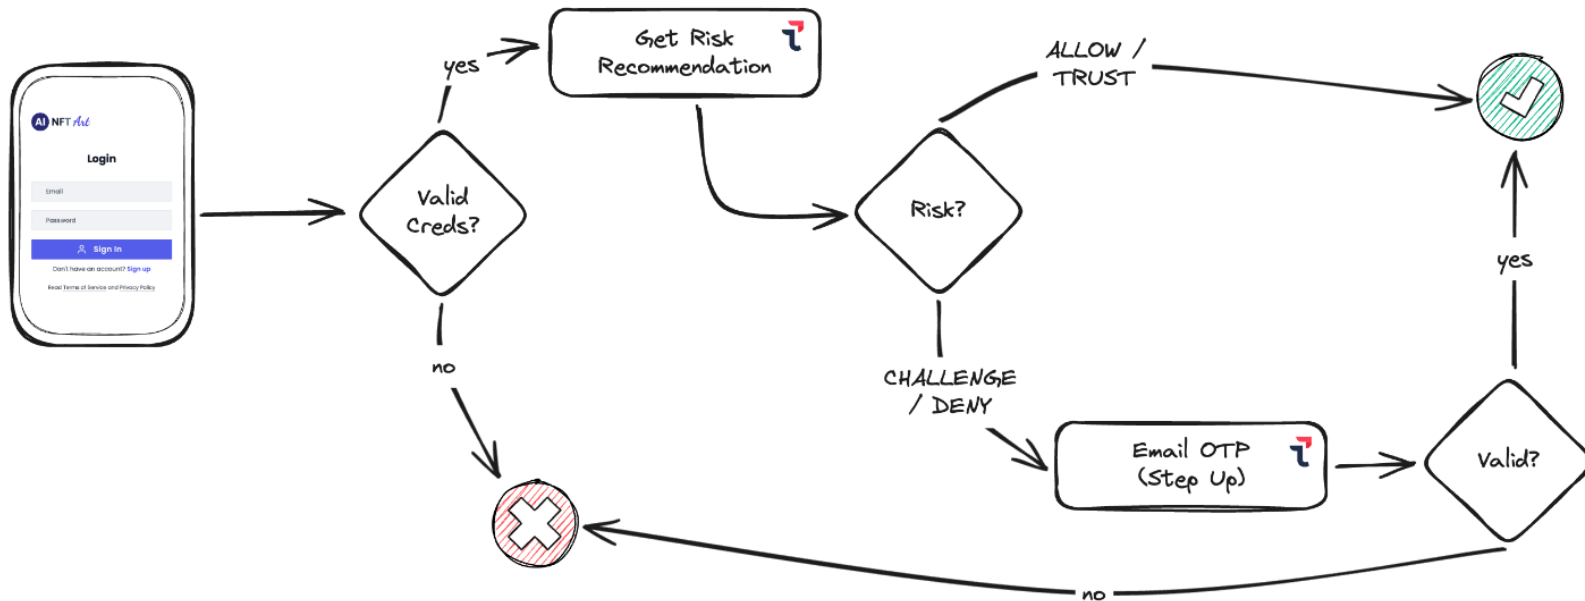 AI NFT Art
Login
Email
Password
Sign In
Don't have an account? Sign up
Read Terms of Service and Privacy Policy
Valid
Creds?
yes
no
Get Risk
Recommendation
Risk?
ALLOW /
TRUST
CHALLENGE
/ DENY
Email OTP
(Step Up)
Valid?
yes
no